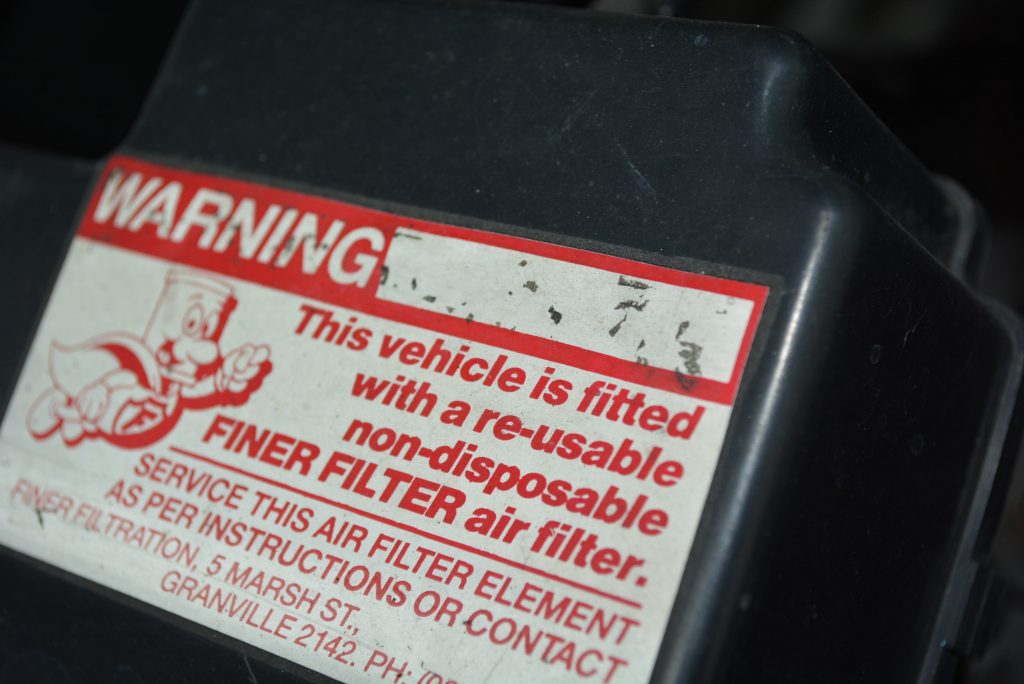 WARNING
This vehicle is fitted
with a re-usable
non-disposable
FINER FILTER air filter.
SERVICE THIS AIR FILTER ELEMENT
AS PER INSTRUCTIONS OR CONTACT
FINER FILTRATION, 5 MARSH ST.,
GRANVILLE 2142. PH: